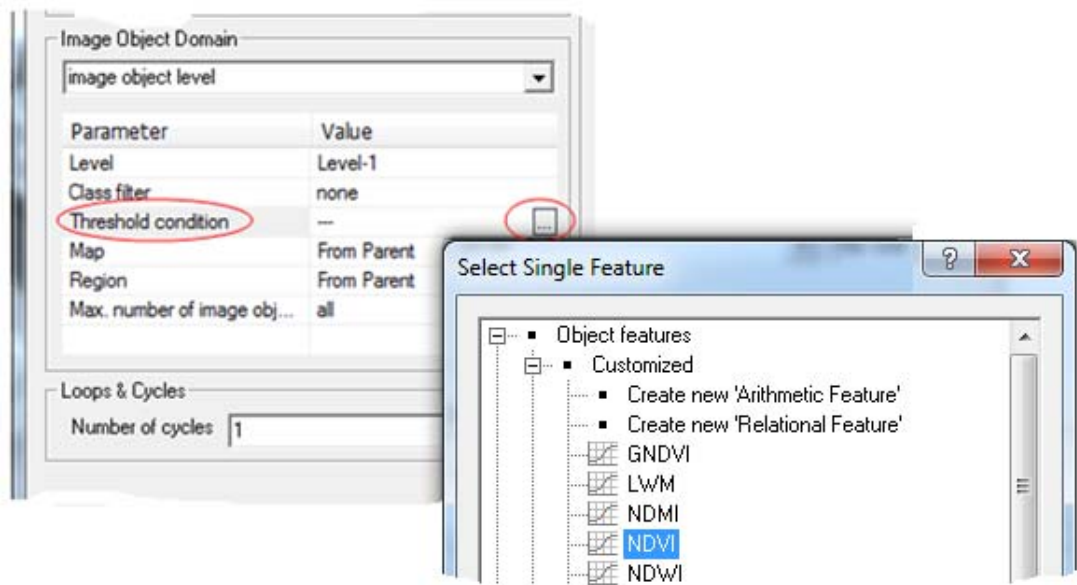 Image Object Domain
image object level
Parameter Value
Level Level-1
Class filter none
Threshold condition --- ...
Map From Parent
Region From Parent
Max. number of image obj... all
Loops & Cycles
Number of cycles 1
Select Single Feature
Object features
Customized
Create new 'Arithmetic Feature'
Create new 'Relational Feature'
GNDVI
LWM
NDMI
NDVI
NDWI